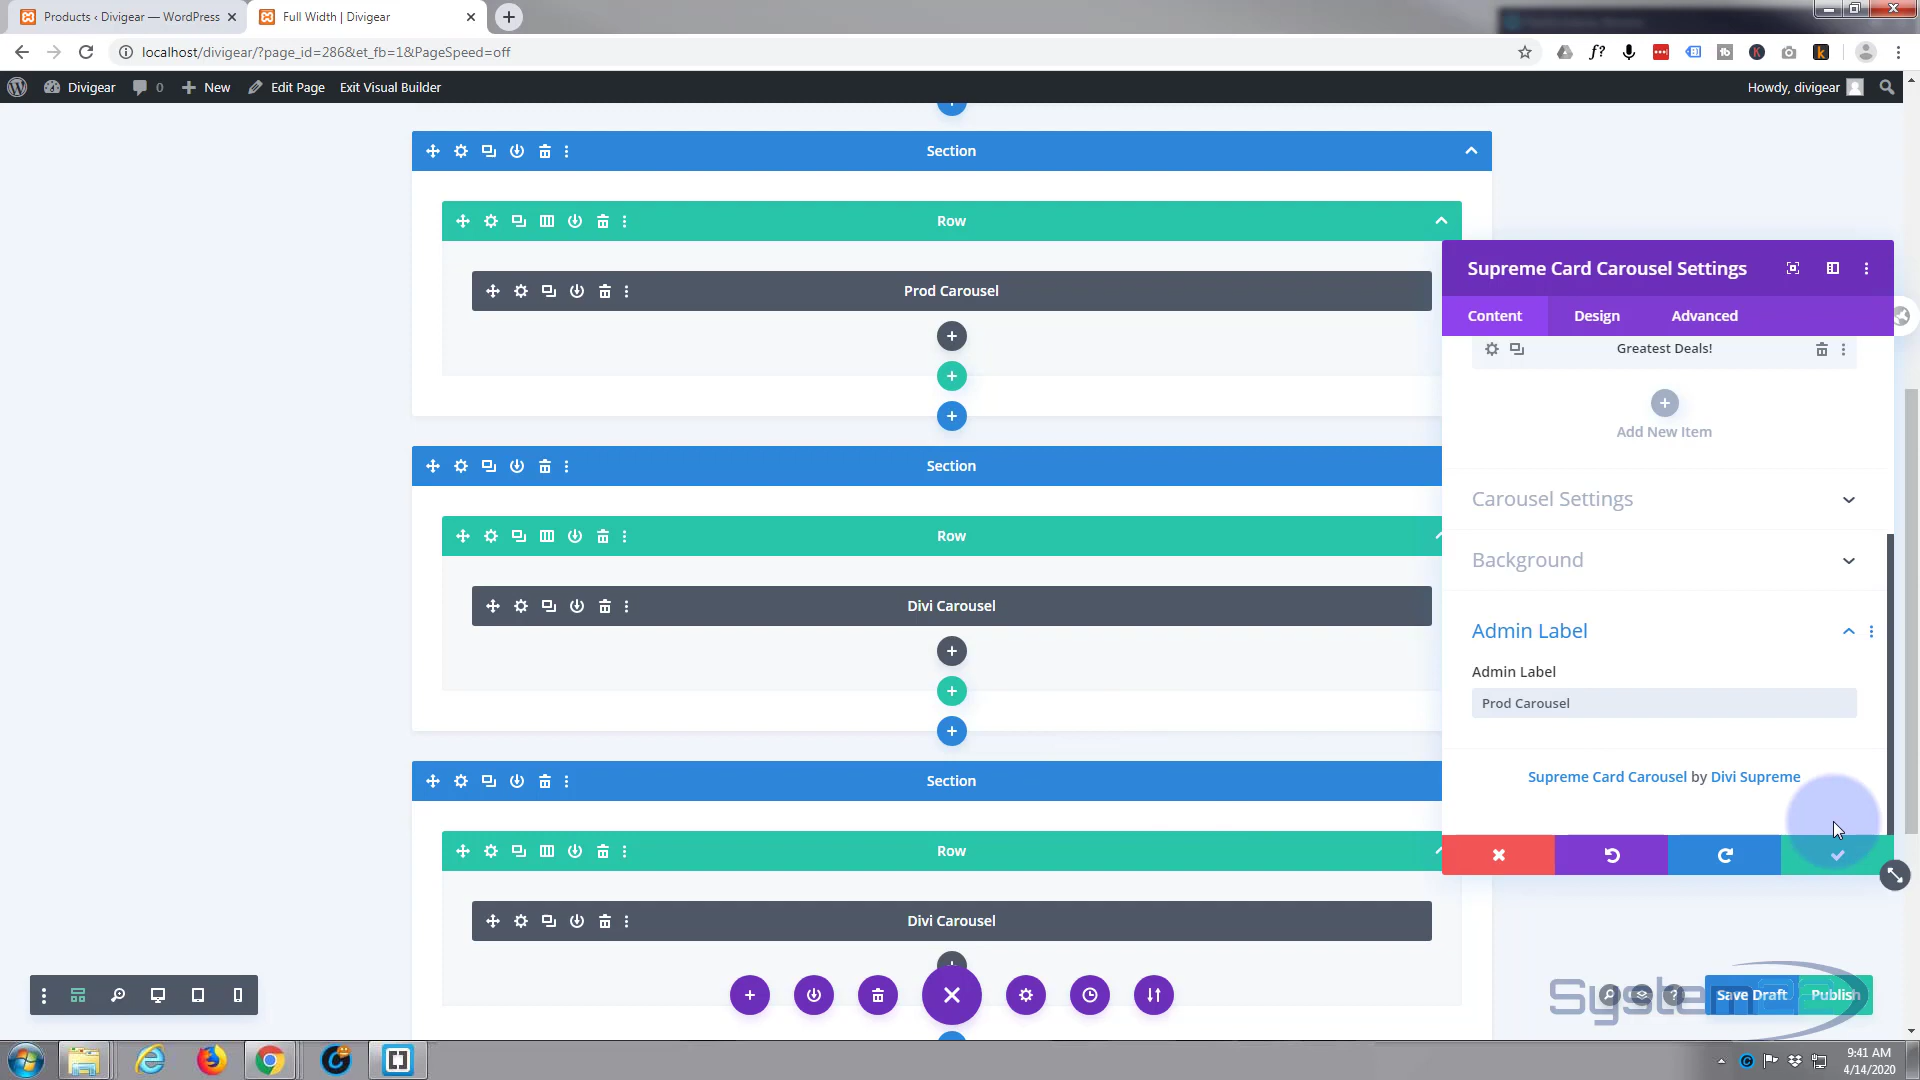 Products ‹ Divigear — WordPress
Full Width | Divigear
localhost/divigear/?page_id=286&et_fb=1&PageSpeed=off
Divigear
0
New
Edit Page
Exit Visual Builder
Howdy, divigear
Section
Row
Prod Carousel
Section
Row
Divi Carousel
Section
Row
Divi Carousel
Supreme Card Carousel Settings
Content
Design
Advanced
Greatest Deals!
Add New Item
Carousel Settings
Background
Admin Label
Admin Label
Prod Carousel
Supreme Card Carousel by Divi Supreme
Save Draft
Publish
9:41 AM
4/14/2020